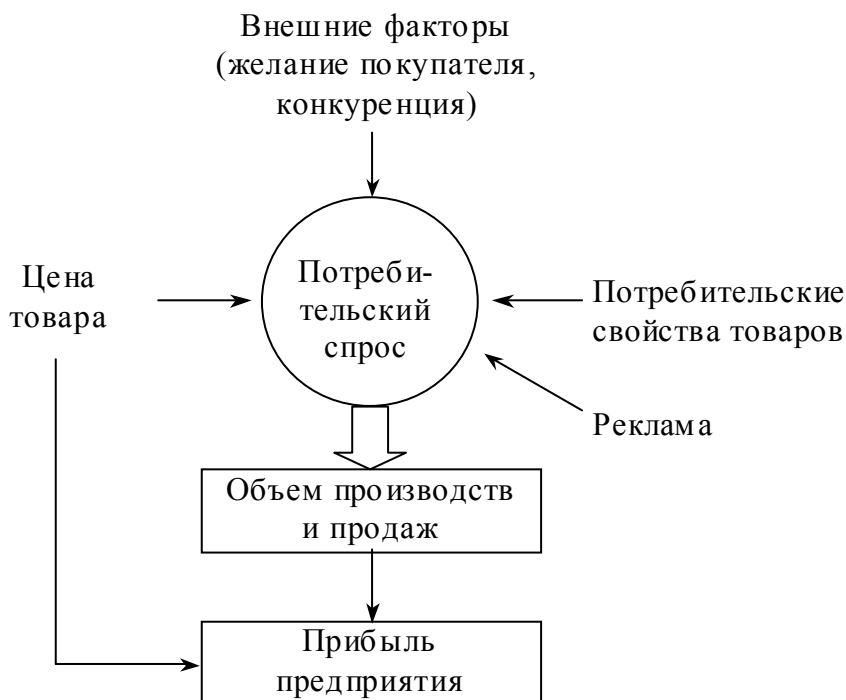 Внешние факторы
(желание покупателя,
конкуренция)
Цена
товара
Потреби-
тельский
спрос
Потребительские
свойства товаров
Реклама
Объем производств
и продаж
Прибыль
предприятия